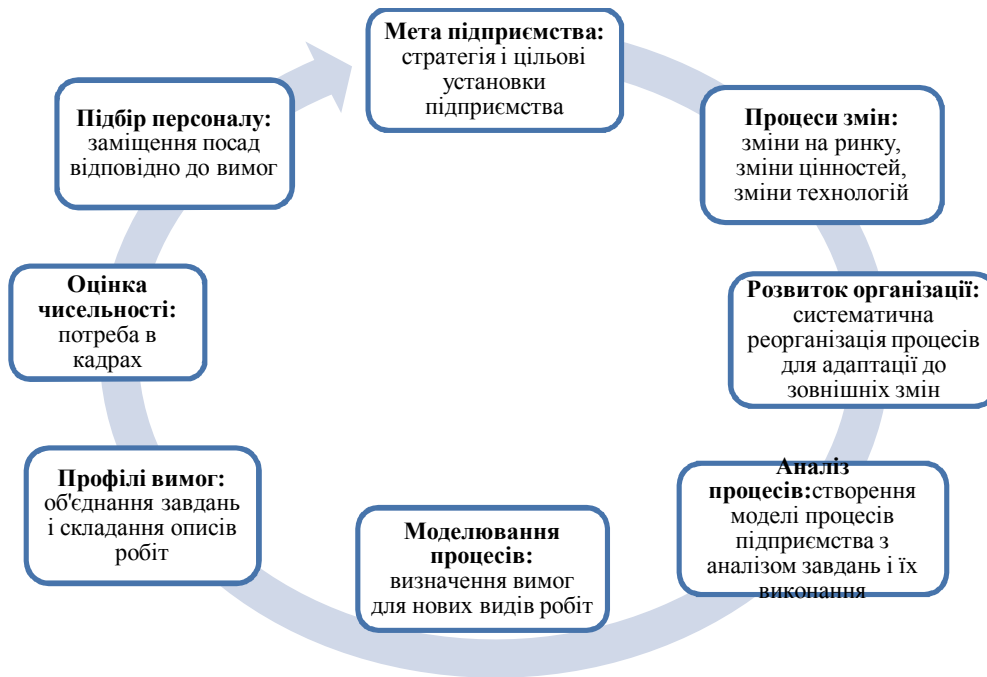 Мета підприємства:
стратегія і цільові
установки
підприємства
Процеси змін:
зміни на ринку,
зміни цінностей,
зміни технологій
Розвиток організації:
систематична
реорганізація процесів
для адаптації до
зовнішніх змін
Аналіз
процесів:створення
моделі процесів
підприємства з
аналізом завдань і їх
виконання
Моделювання
процесів:
визначення вимог
для нових видів робіт
Профілі вимог:
об'єднання завдань
і складання описів
робіт
Оцінка
чисельності:
потреба в
кадрах
Підбір персоналу:
заміщення посад
відповідно до вимог